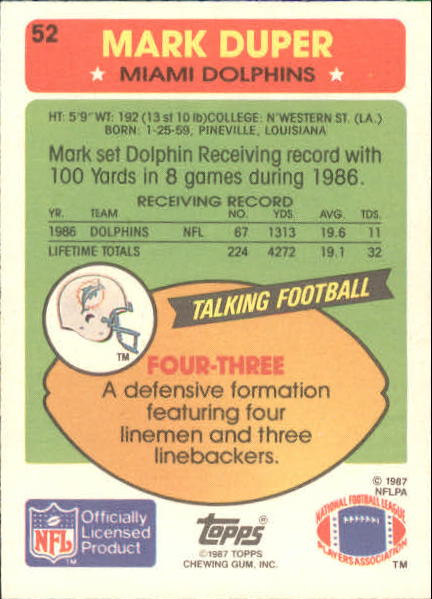 52
MARK DUPER
MIAMI DOLPHINS
HT: 5'9" WT: 192 (13 st 10 lb) COLLEGE: N'WESTERN ST. (LA.)
BORN: 1-25-59, PINEVILLE, LOUISIANA
Mark set Dolphin Receiving record with
100 Yards in 8 games during 1986.
RECEIVING RECORD
YR. TEAM NO. YDS. AVG. TDS.
1986 DOLPHINS NFL 67 1313 19.6 11
LIFETIME TOTALS 224 4272 19.1 32
TALKING FOOTBALL
TM
FOUR-THREE
A defensive formation
featuring four
linemen and three
linebackers.
© 1987
NFLPA
NFL
Officially
Licensed
Product
topps®
©1987 TOPPS
CHEWING GUM, INC.
NATIONAL FOOTBALL LEAGUE
PLAYERS ASSOCIATION
TM